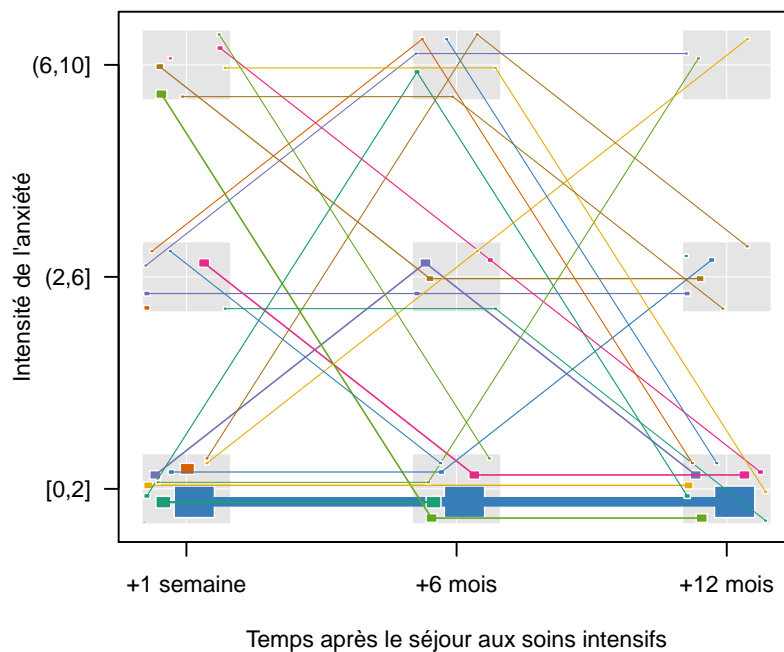 Intensité de l'anxiété
(6,10]
(2,6]
[0,2]
+1 semaine
+6 mois
+12 mois
Temps après le séjour aux soins intensifs